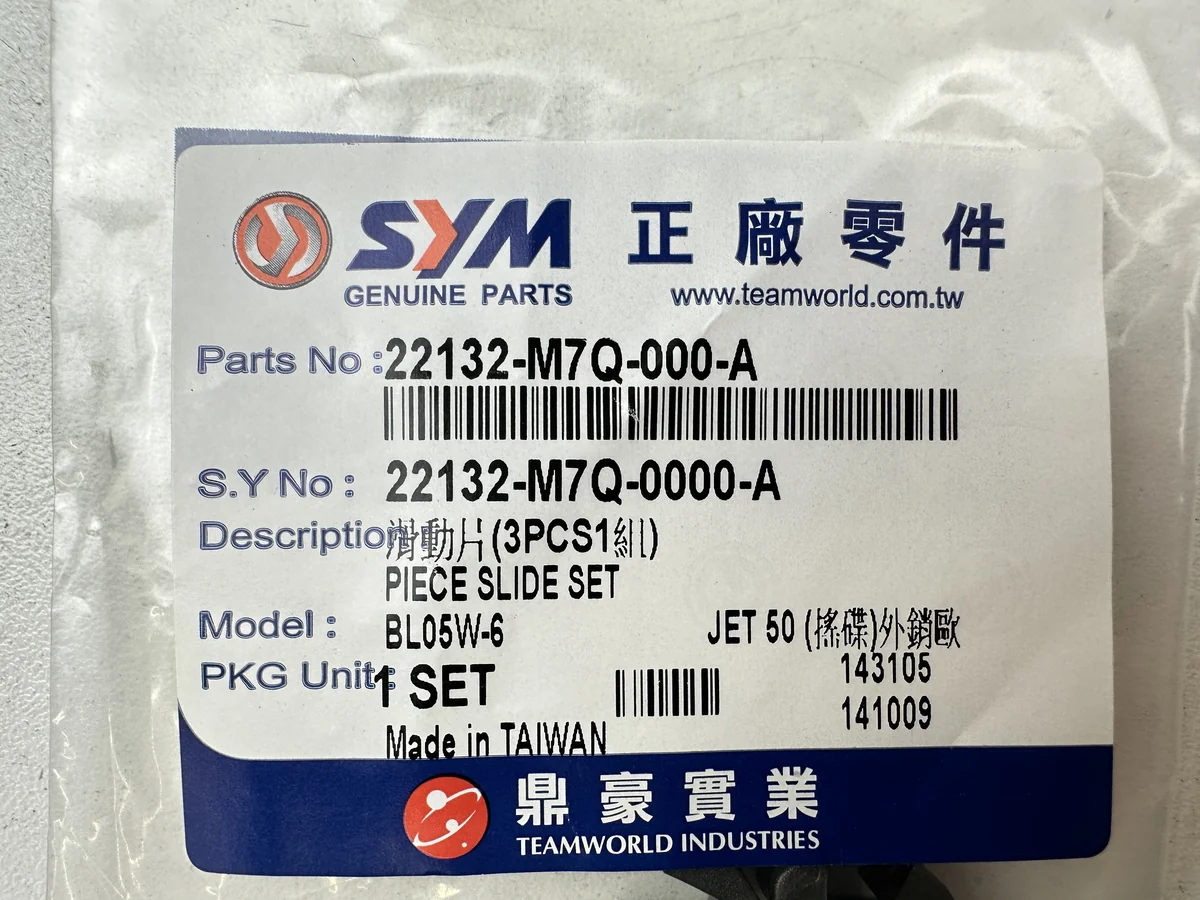 SYM 正廠零件
GENUINE PARTS www.teamworld.com.tw
Parts No : 22132-M7Q-000-A
S.Y No : 22132-M7Q-0000-A
Description 滑動片(3PCS1組)
PIECE SLIDE SET
Model : BL05W-6 JET 50 (搖碟)外銷歐
PKG Unit : 1 SET 143105
141009
Made in TAIWAN
鼎豪實業
TEAMWORLD INDUSTRIES